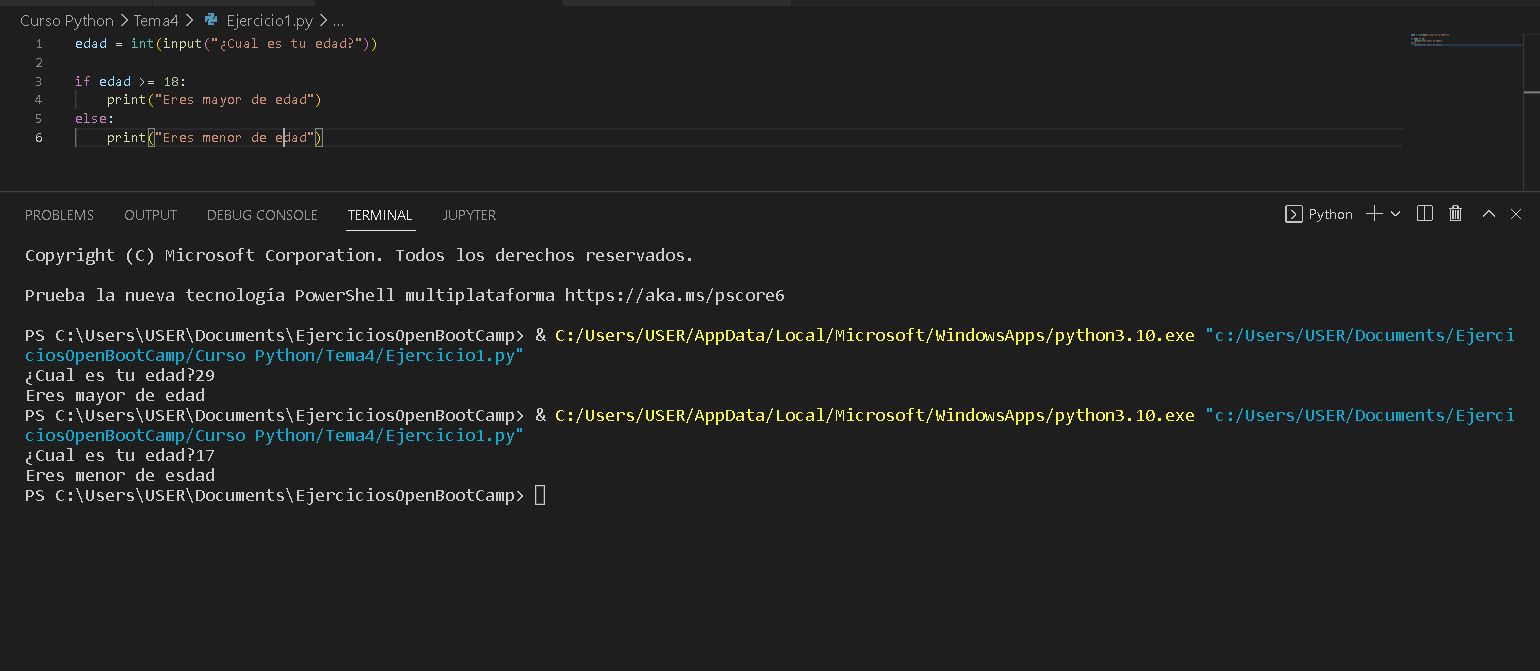 Curso Python > Tema4 > Ejercicio1.py > ...
1 edad = int(input("¿Cual es tu edad?"))
2
3 if edad >= 18:
4     print("Eres mayor de edad")
5 else:
6     print("Eres menor de edad")
PROBLEMS OUTPUT DEBUG CONSOLE TERMINAL JUPYTER Python
Copyright (C) Microsoft Corporation. Todos los derechos reservados.
Prueba la nueva tecnología PowerShell multiplataforma https://aka.ms/pscore6
PS C:\Users\USER\Documents\EjerciciosOpenBootCamp> & C:/Users/USER/AppData/Local/Microsoft/WindowsApps/python3.10.exe "c:/Users/USER/Documents/Ejerci
ciosOpenBootCamp/Curso Python/Tema4/Ejercicio1.py"
¿Cual es tu edad?29
Eres mayor de edad
PS C:\Users\USER\Documents\EjerciciosOpenBootCamp> & C:/Users/USER/AppData/Local/Microsoft/WindowsApps/python3.10.exe "c:/Users/USER/Documents/Ejerci
ciosOpenBootCamp/Curso Python/Tema4/Ejercicio1.py"
¿Cual es tu edad?17
Eres menor de esdad
PS C:\Users\USER\Documents\EjerciciosOpenBootCamp>